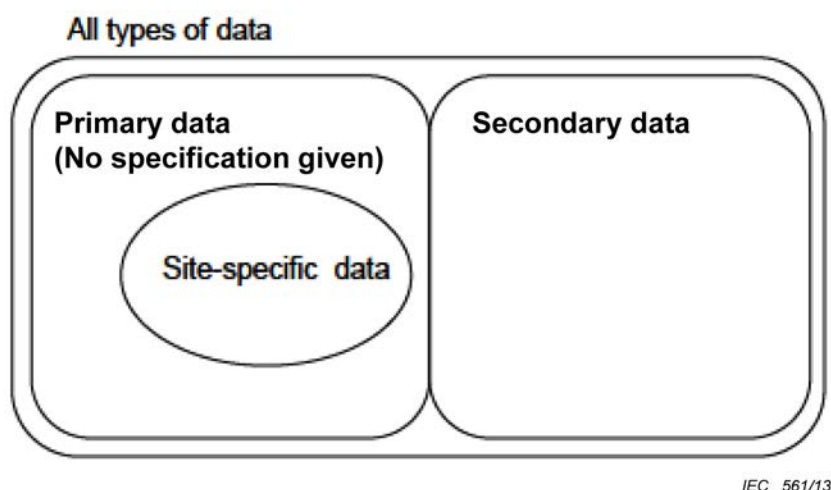 All types of data
Primary data
(No specification given)
Secondary data
Site-specific data
IEC 561/13